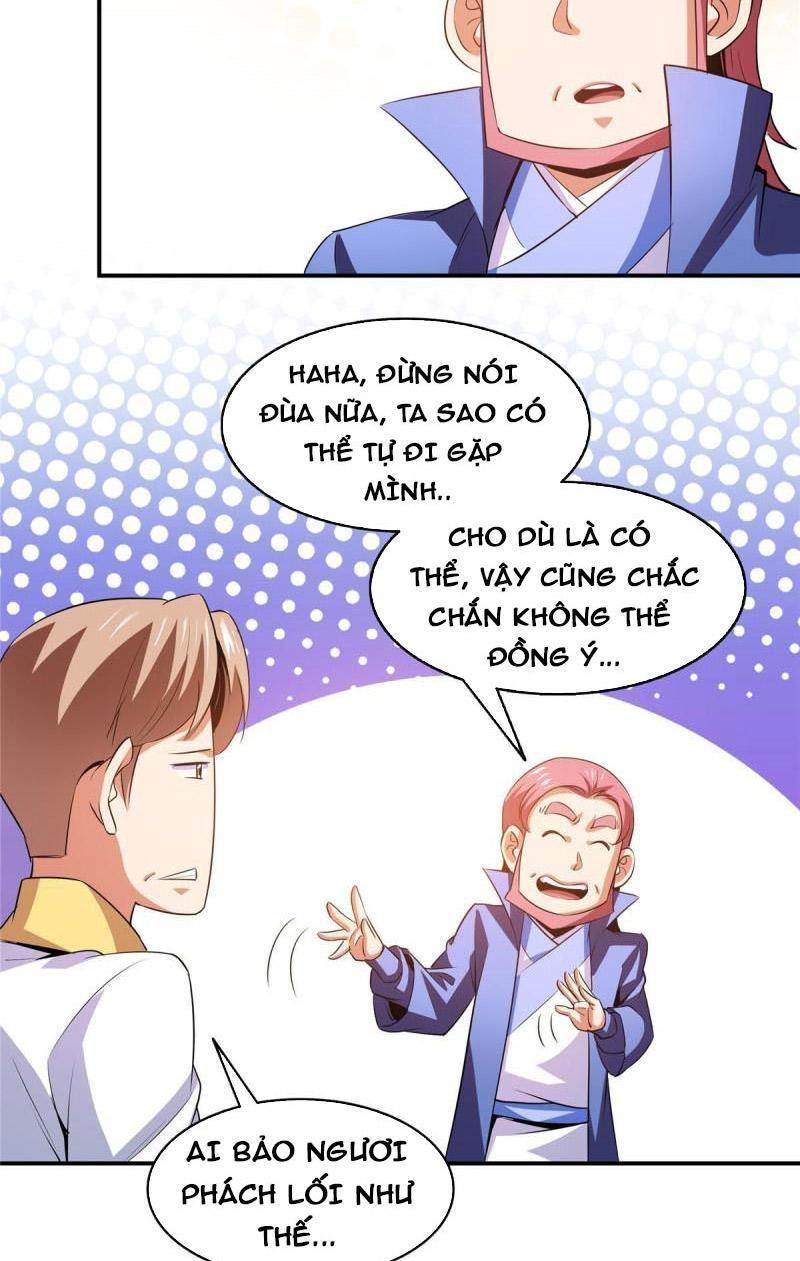 HAHA, ĐỪNG NÓI
ĐÙA NỮA, TA SAO CÓ
THỂ TỰ ĐI GẶP
MÌNH..
CHO DÙ LÀ CÓ
THỂ, VẬY CŨNG CHẮC
CHẮN KHÔNG THỂ
ĐỒNG Ý...
AI BẢO NGƯƠI
PHÁCH LỐI NHƯ
THẾ...